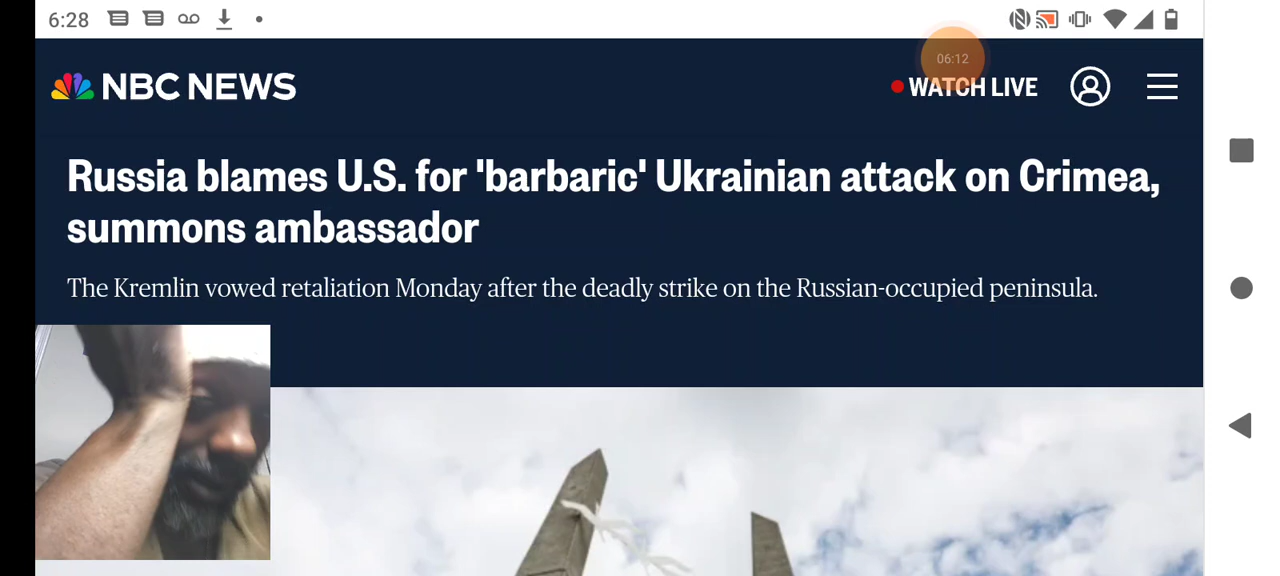 6:28
06:12
NBC NEWS
WATCH LIVE
Russia blames U.S. for 'barbaric' Ukrainian attack on Crimea,
summons ambassador
The Kremlin vowed retaliation Monday after the deadly strike on the Russian-occupied peninsula.